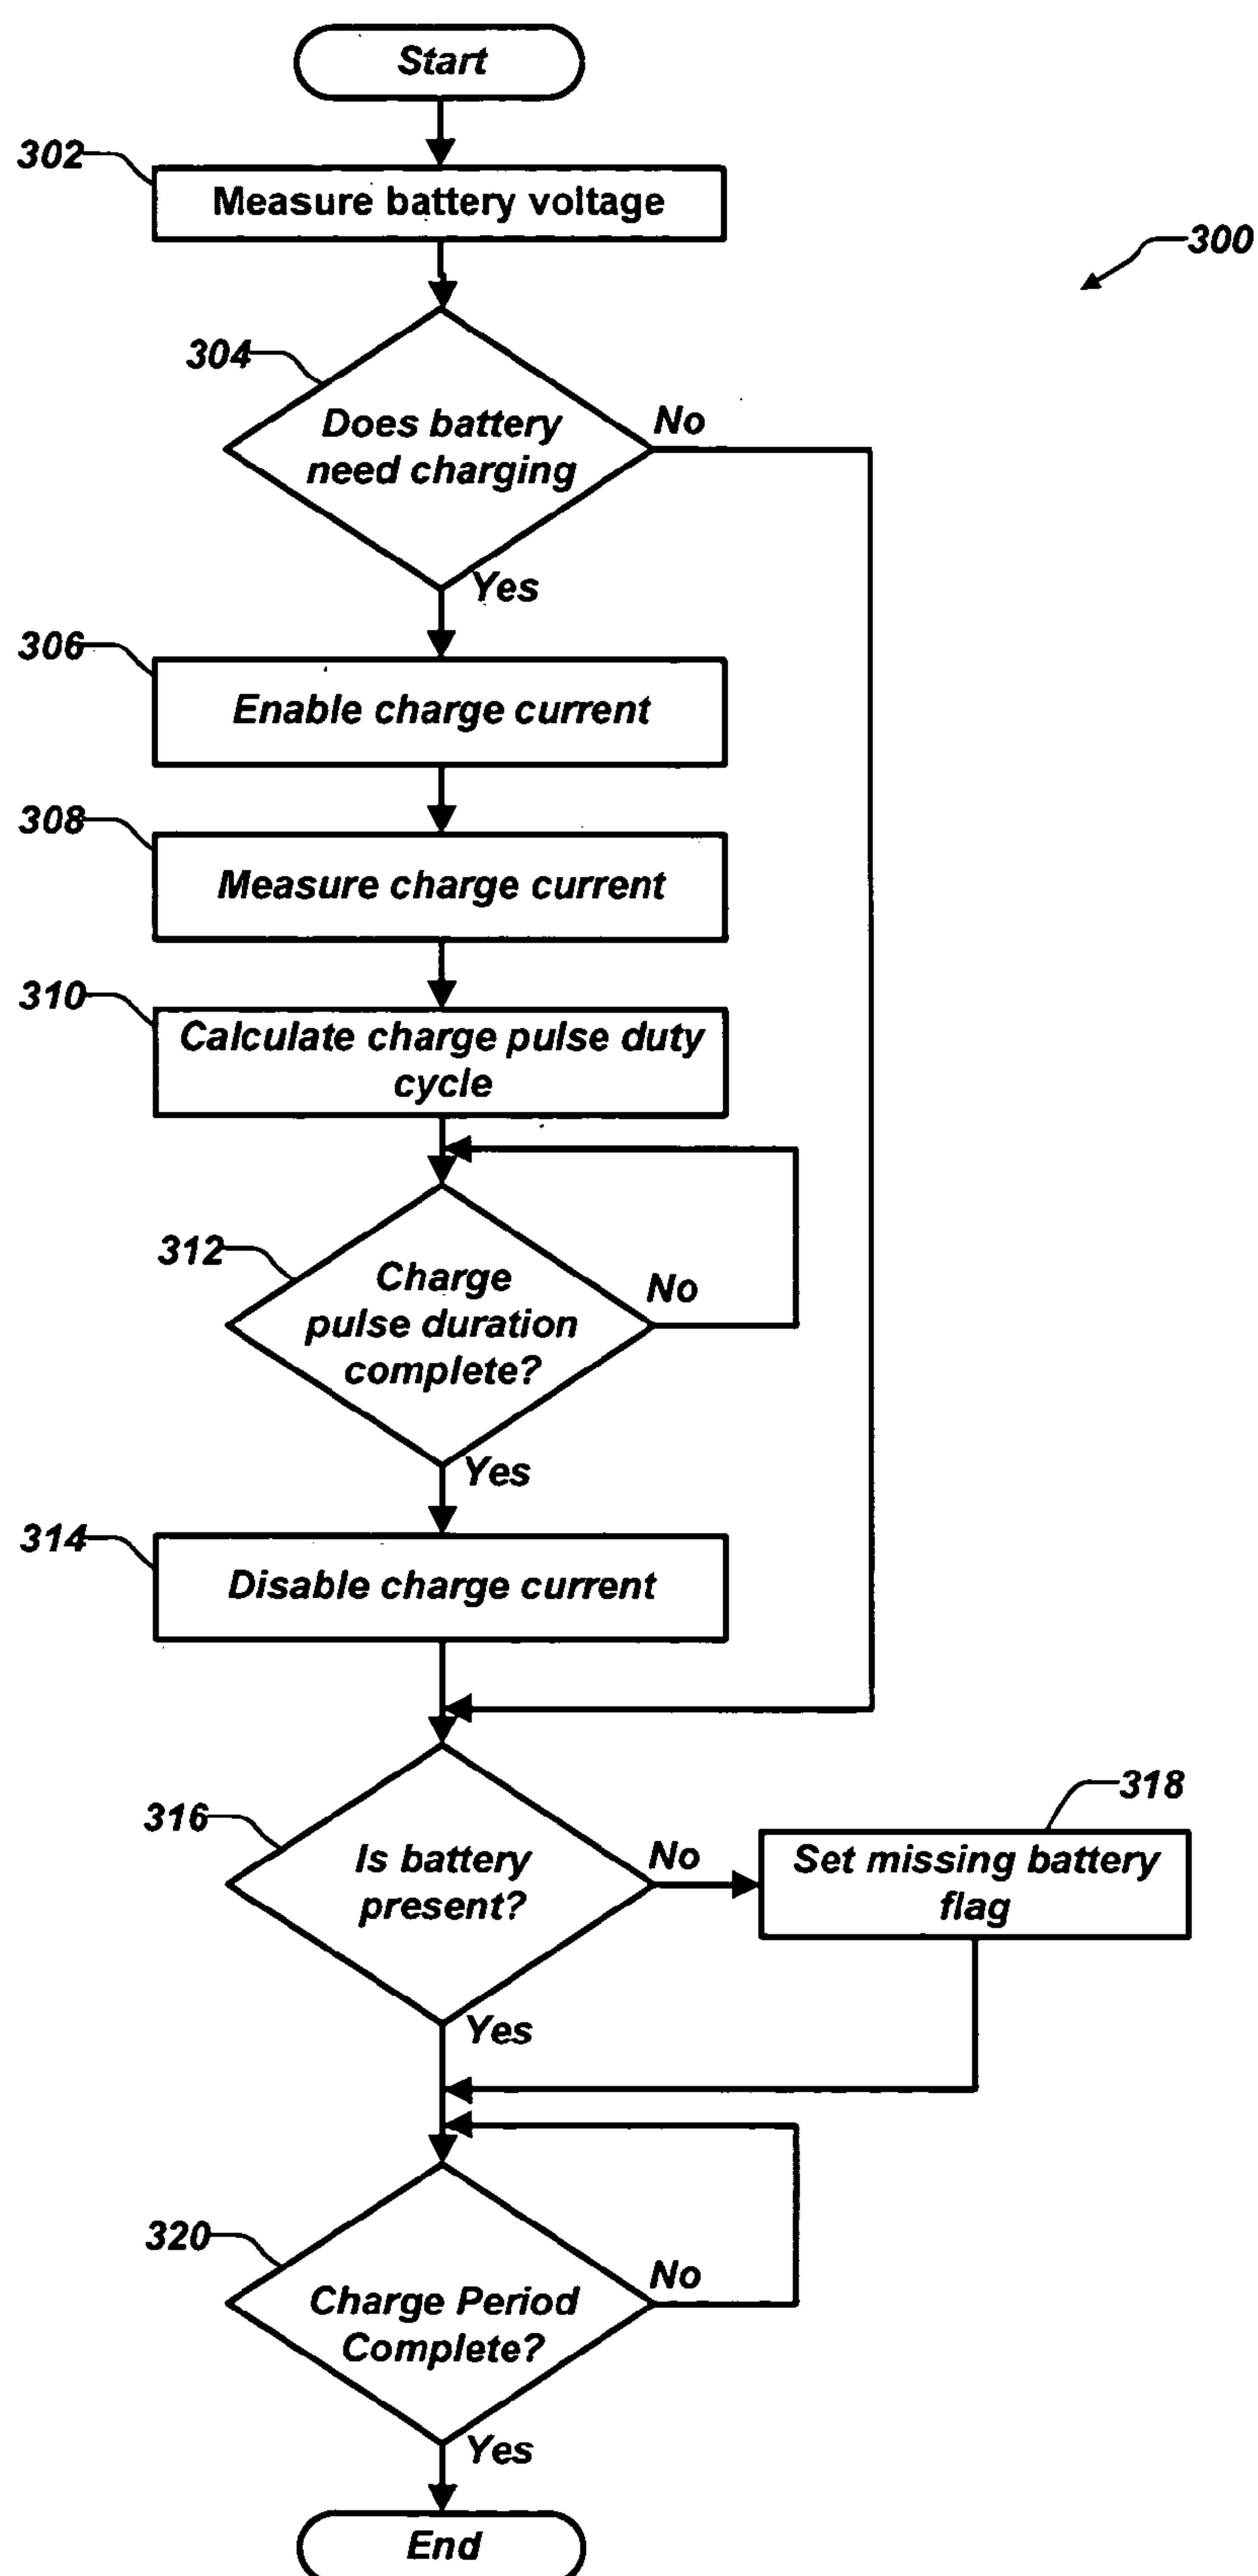 Start
302
Measure battery voltage
300
304
Does battery
need charging
No
Yes
306
Enable charge current
308
Measure charge current
310
Calculate charge pulse duty
cycle
312
Charge
pulse duration
complete?
No
Yes
314
Disable charge current
316
Is battery
present?
No
318
Set missing battery
flag
Yes
320
Charge Period
Complete?
No
Yes
End